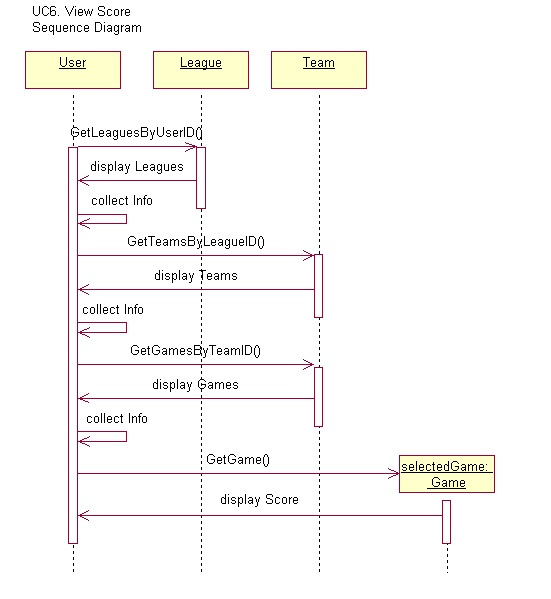 UC6. View Score
Sequence Diagram
User
League
Team
GetLeaguesByUserID()
display Leagues
collect Info
GetTeamsByLeagueID()
display Teams
collect Info
GetGamesByTeamID()
display Games
collect Info
GetGame()
selectedGame:
Game
display Score